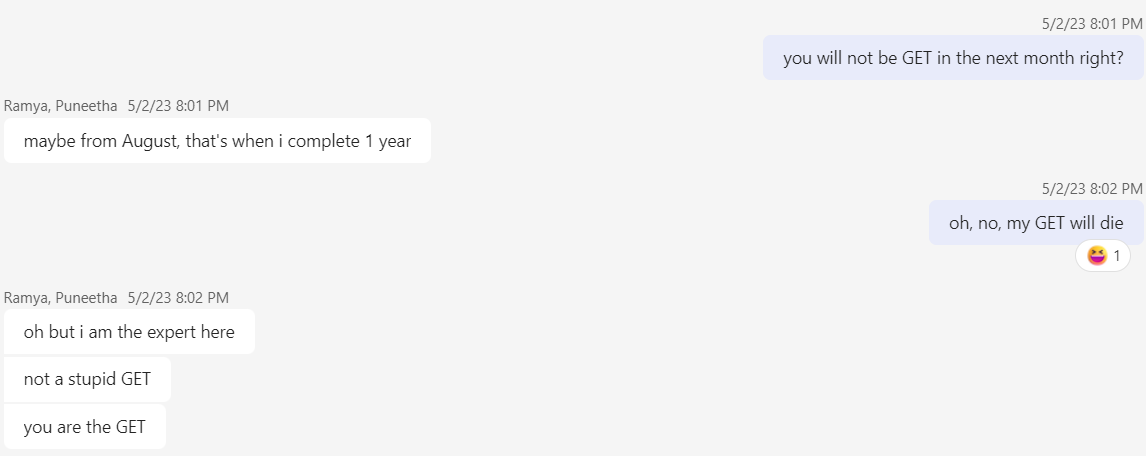 5/2/23 8:01 PM
you will not be GET in the next month right?
Ramya, Puneetha 5/2/23 8:01 PM
maybe from August, that's when i complete 1 year
5/2/23 8:02 PM
oh, no, my GET will die
1
Ramya, Puneetha 5/2/23 8:02 PM
oh but i am the expert here
not a stupid GET
you are the GET